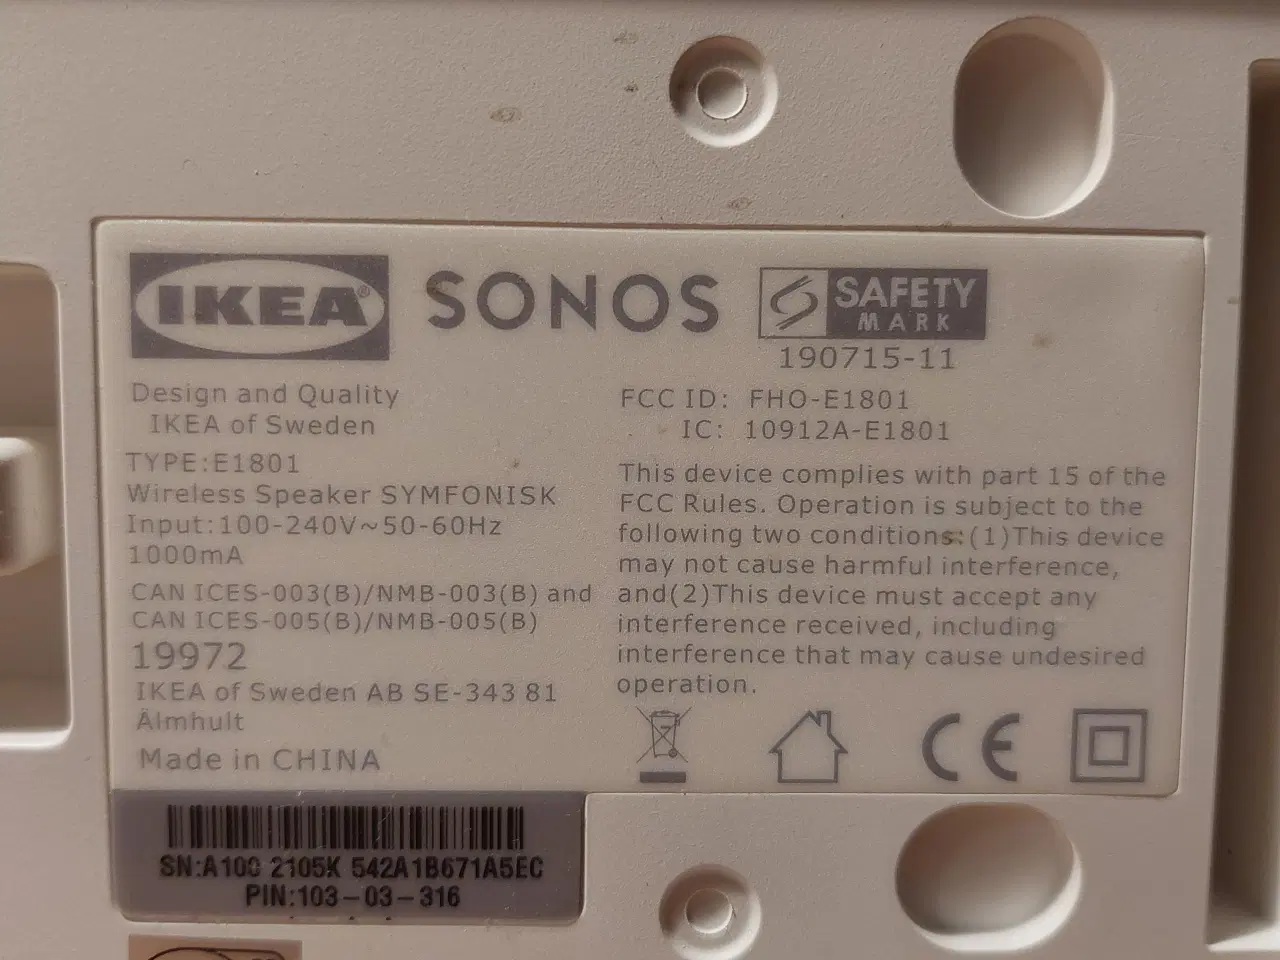 IKEA®
SONOS
SAFETY
MARK
190715-11
Design and Quality
IKEA of Sweden
TYPE:E1801
Wireless Speaker SYMFONISK
Input:100-240V~50-60Hz
1000mA
CAN ICES-003(B)/NMB-003(B) and
CAN ICES-005(B)/NMB-005(B)
19972
IKEA of Sweden AB SE-343 81
Älmhult
Made in CHINA
FCC ID: FHO-E1801
IC: 10912A-E1801
This device complies with part 15 of the
FCC Rules. Operation is subject to the
following two conditions:(1)This device
may not cause harmful interference,
and(2)This device must accept any
interference received, including
interference that may cause undesired
operation.
CE
SN:A100 2105K 542A1B671A5EC
PIN:103-03-316